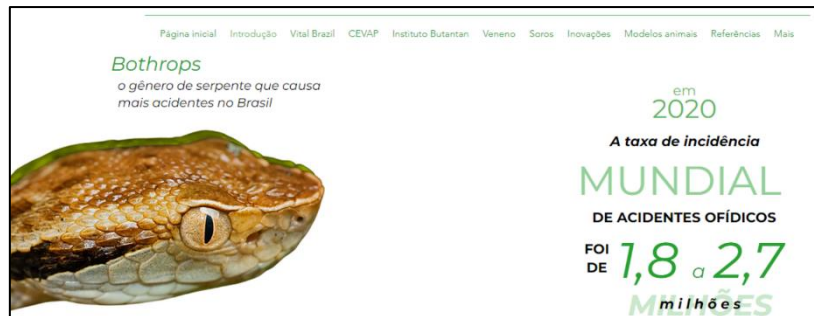 Página inicial Introdução Vital Brazil CEVAP Instituto Butantan Veneno Soros Inovações Modelos animais Referências Mais
Bothrops
o gênero de serpente que causa
mais acidentes no Brasil
em
2020
A taxa de incidência
MUNDIAL
DE ACIDENTES OFÍDICOS
FOI DE 1,8 a 2,7
MILHÕES
milhões